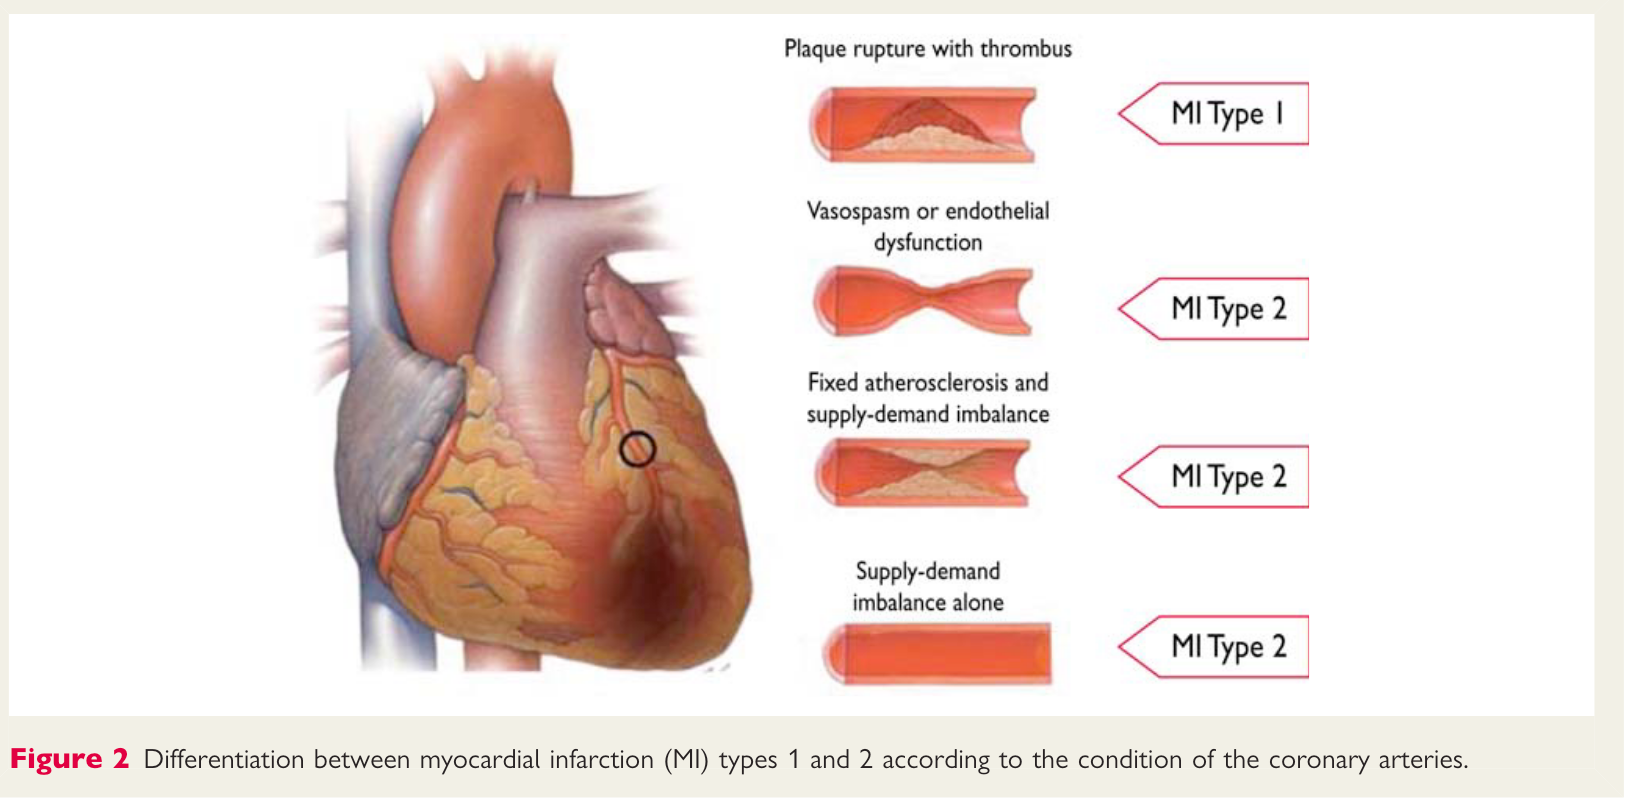 Plaque rupture with thrombus
MI Type 1
Vasospasm or endothelial
dysfunction
MI Type 2
Fixed atherosclerosis and
supply-demand imbalance
MI Type 2
Supply-demand
imbalance alone
MI Type 2
Figure 2 Differentiation between myocardial infarction (MI) types 1 and 2 according to the condition of the coronary arteries.